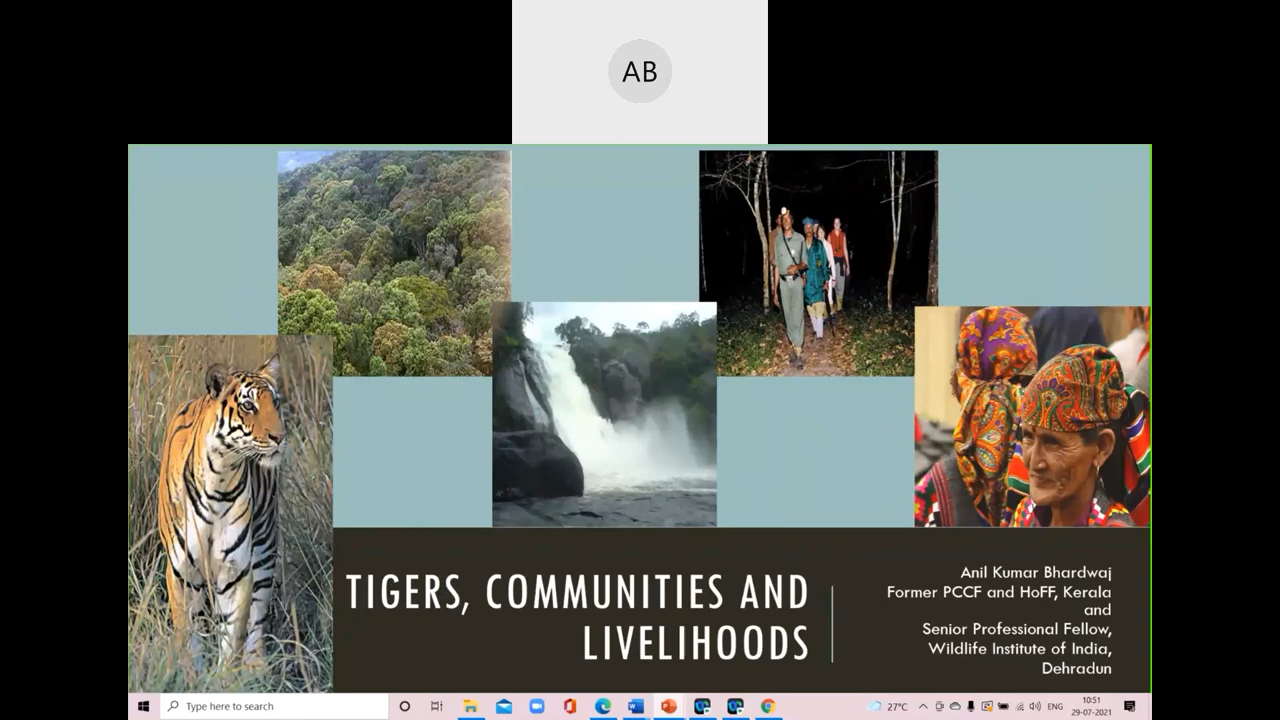 AB
TIGERS, COMMUNITIES AND
LIVELIHOODS
Anil Kumar Bhardwaj
Former PCCF and HoFF, Kerala
and
Senior Professional Fellow,
Wildlife Institute of India,
Dehradun
Type here to search
27°C
ENG
10:51
29-07-2021